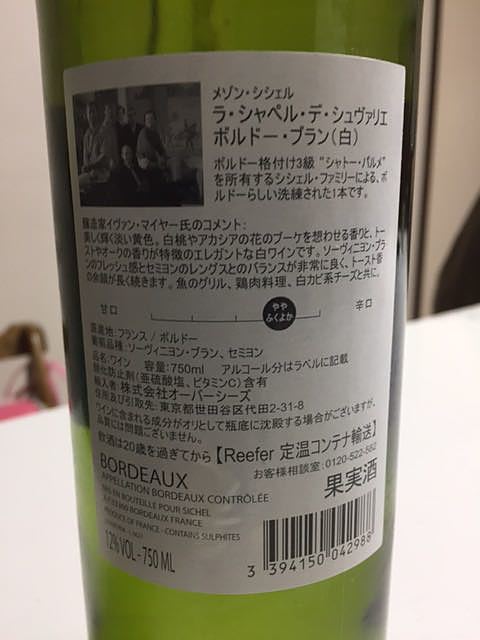 メゾン・シシェル
ラ・シャペル・デ・シュヴァリエ
ボルドー・ブラン（白）
ボルドー格付け3級 “シャトー・パルメ”
を所有するシシェル・ファミリーによる、ボ
ルドーらしい洗練された1本です。
醸造家イヴァン・マイヤー氏のコメント：
美しく輝く淡い黄色。白桃やアカシアの花のブーケを想わせる香りと、トー
ストやオークの香りが特徴のエレガントな白ワインです。ソーヴィニヨン・ブラ
ンのフレッシュ感とセミヨンのレングスとのバランスが非常に良く、トースト香
の余韻が長く続きます。魚のグリル、鶏肉料理、白カビ系チーズと共に。
甘口 やや ふくよか 辛口
原産地：フランス / ボルドー
葡萄品種：ソーヴィニヨン・ブラン、セミヨン
品名：ワイン 容量：750ml アルコール分はラベルに記載
酸化防止剤（亜硫酸塩、ビタミンC）含有
輸入者：株式会社オーバーシーズ
住所及び引取先：東京都世田谷区代田2-31-8
ワインに含まれる成分がオリとして瓶底に沈殿する場合がございますが、
品質には問題ございません。
飲酒は20歳を過ぎてから【Reefer 定温コンテナ輸送】
お客様相談室：0120-522-582
BORDEAUX
果実酒
APPELLATION BORDEAUX CONTRÔLÉE
MIS EN BOUTEILLE POUR SICHEL
BORDEAUX FRANCE
PRODUCE OF FRANCE - CONTAINS SULPHITES
12% VOL - 750 ML
3 394150 042988